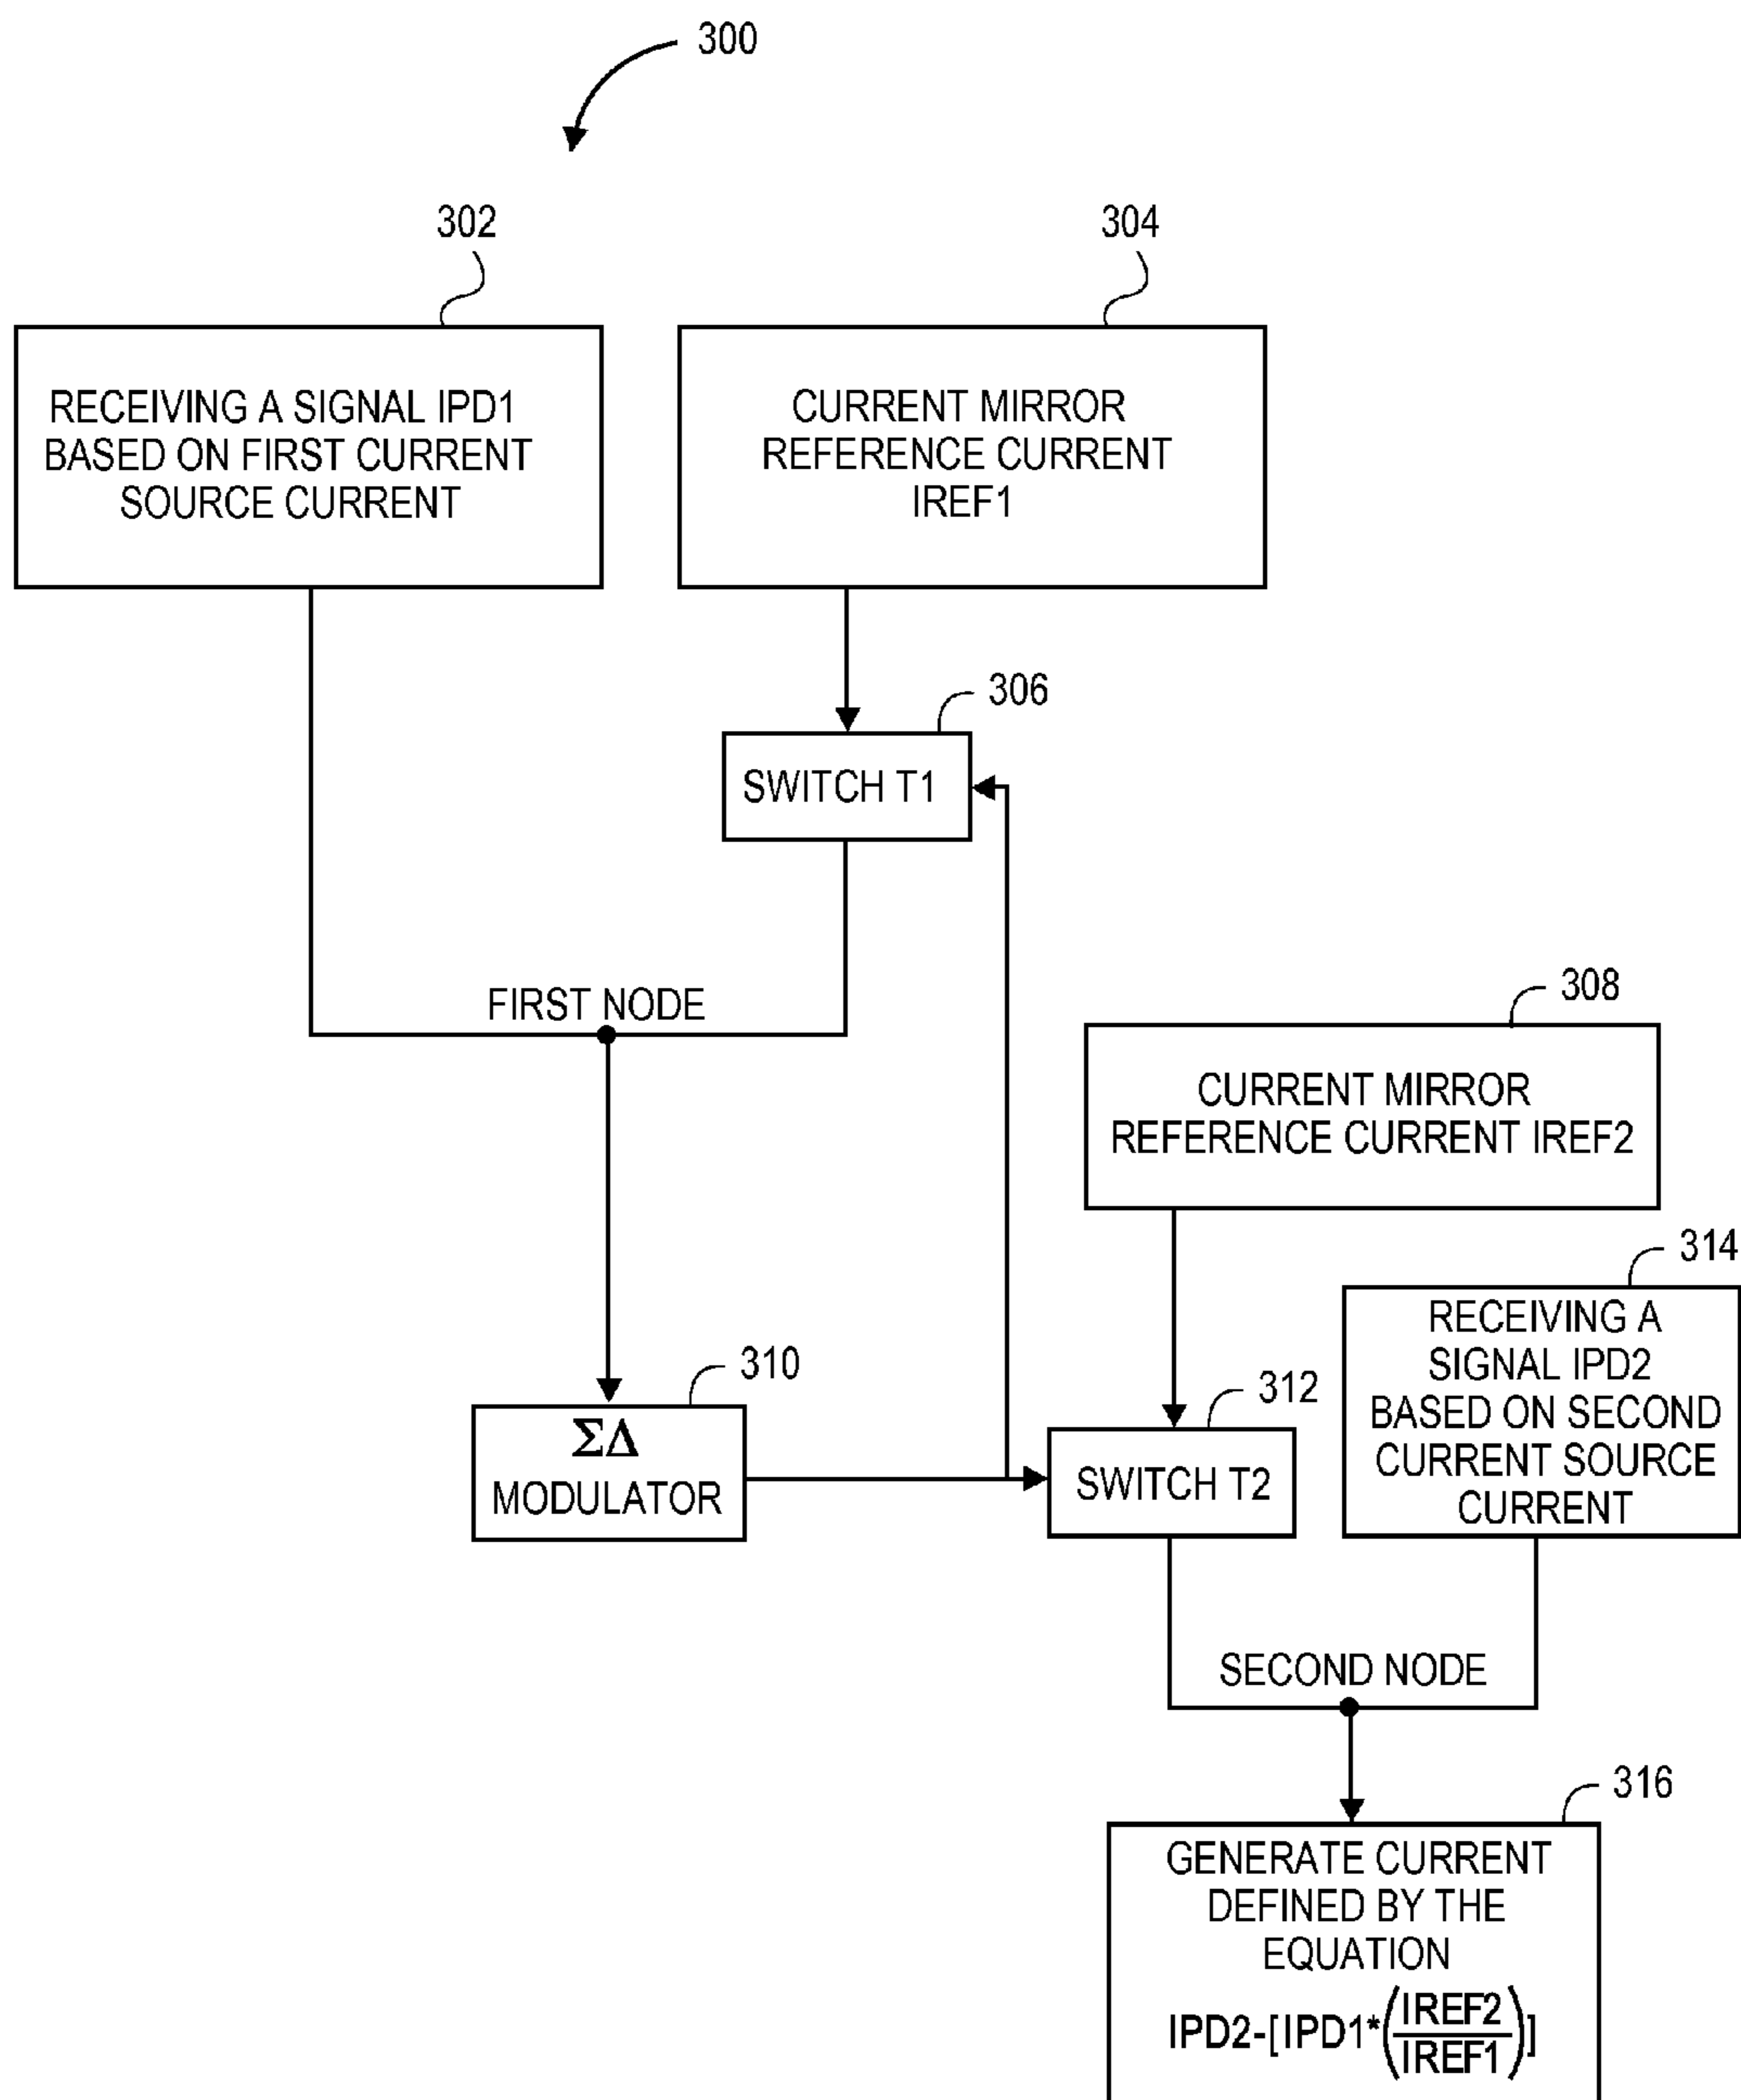 300
302
304
RECEIVING A SIGNAL IPD1
BASED ON FIRST CURRENT
SOURCE CURRENT
CURRENT MIRROR
REFERENCE CURRENT
IREF1
306
SWITCH T1
FIRST NODE
308
CURRENT MIRROR
REFERENCE CURRENT IREF2
314
RECEIVING A
SIGNAL IPD2
BASED ON SECOND
CURRENT SOURCE
CURRENT
310
ΣΔ
MODULATOR
312
SWITCH T2
SECOND NODE
316
GENERATE CURRENT
DEFINED BY THE
EQUATION
IPD2-[IPD1*(IREF2/IREF1)]